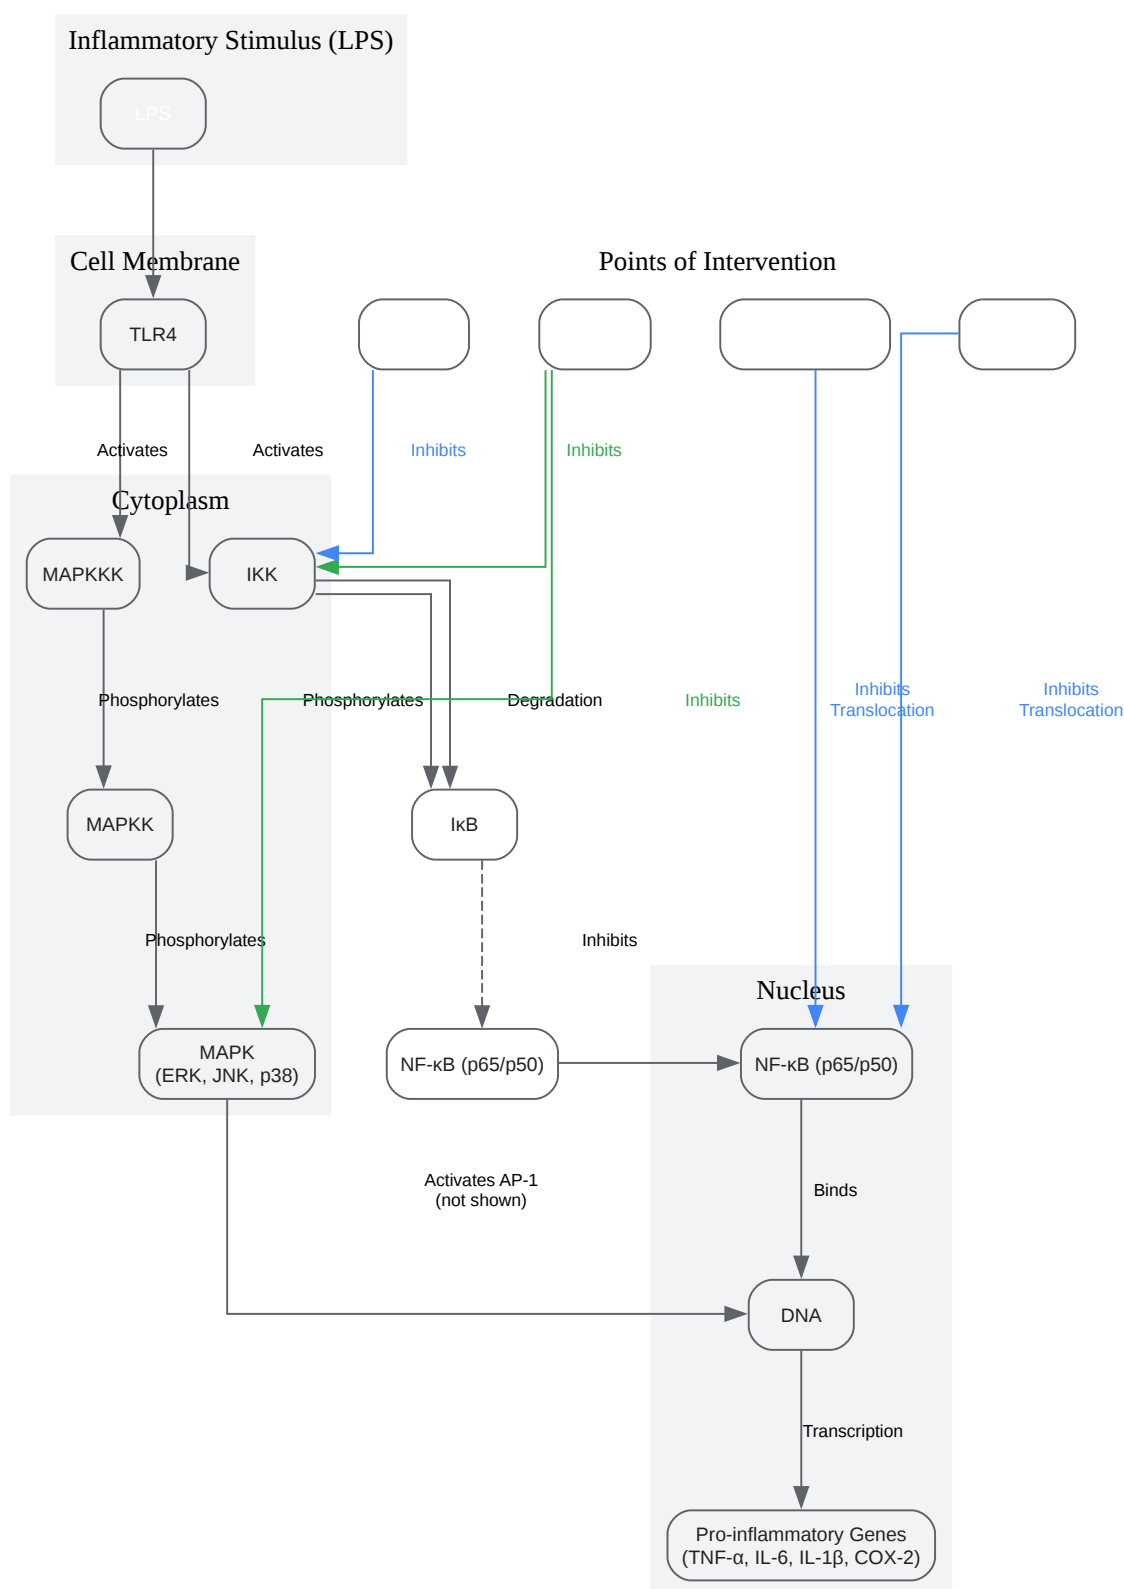 Inflammatory Stimulus (LPS)
LPS
Cell Membrane
Points of Intervention
TLR4
Activates
Activates
Inhibits
Inhibits
Cytoplasm
MAPKKK
IKK
Phosphorylates
Phosphorylates
Degradation
Inhibits
Inhibits
Translocation
Inhibits
Translocation
MAPKK
IκB
Phosphorylates
Inhibits
Nucleus
MAPK
(ERK, JNK, p38)
NF-κB (p65/p50)
NF-κB (p65/p50)
Activates AP-1
(not shown)
Binds
DNA
Transcription
Pro-inflammatory Genes
(TNF-α, IL-6, IL-1β, COX-2)